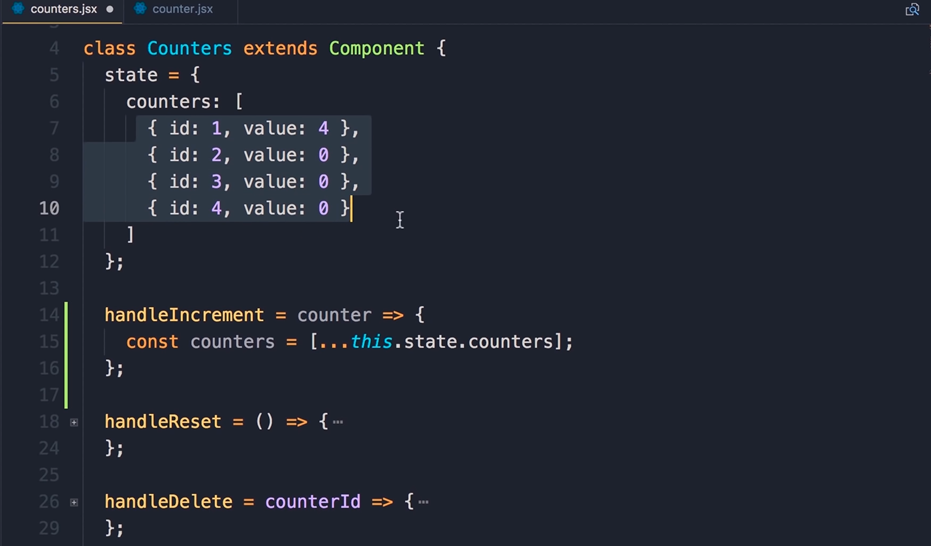 counters.jsx ● counter.jsx
4 class Counters extends Component {
5 state = {
6 counters: [
7 { id: 1, value: 4 },
8 { id: 2, value: 0 },
9 { id: 3, value: 0 },
10 { id: 4, value: 0 }
11 ]
12 };
13
14 handleIncrement = counter => {
15 const counters = [...this.state.counters];
16 };
17
18 handleReset = () => {⋯
24 };
25
26 handleDelete = counterId => {⋯
29 };